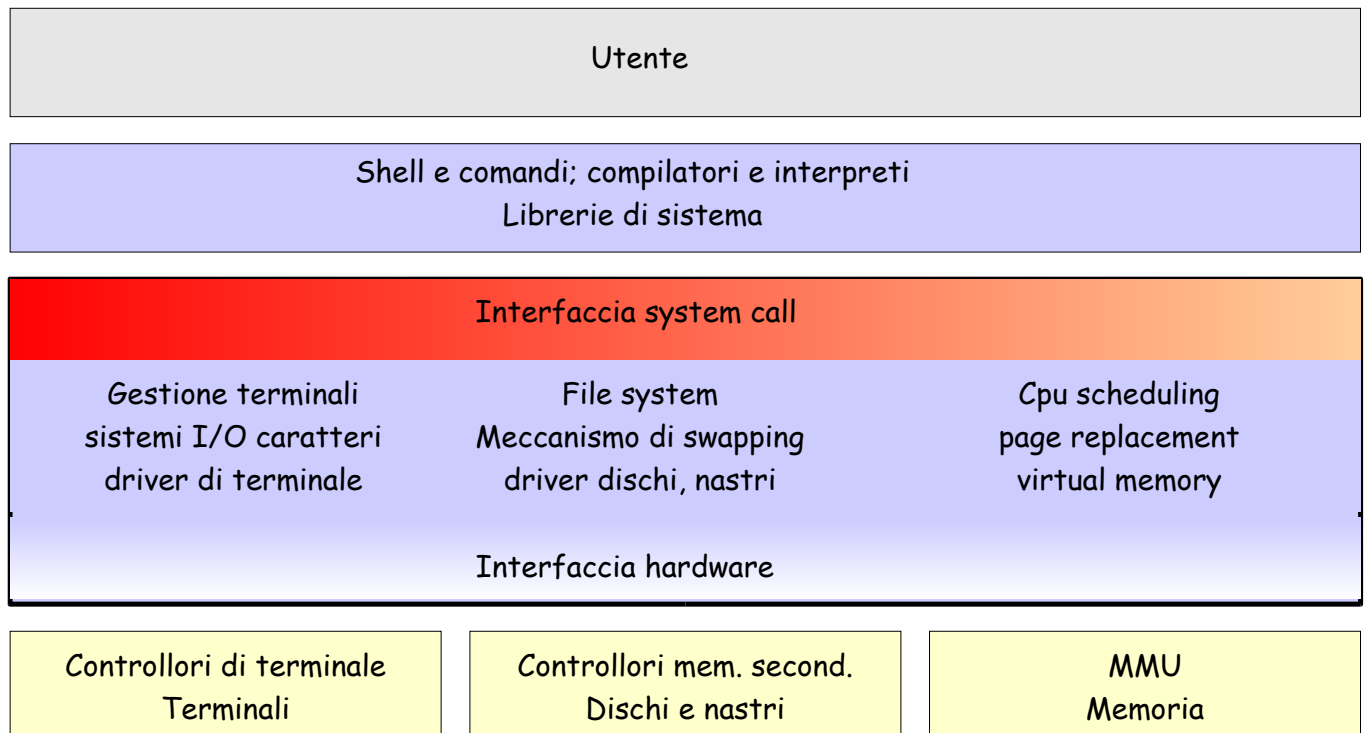 Utente
Shell e comandi; compilatori e interpreti
Librerie di sistema
Interfaccia system call
Gestione terminali
sistemi I/O caratteri
driver di terminale
File system
Meccanismo di swapping
driver dischi, nastri
Cpu scheduling
page replacement
virtual memory
Interfaccia hardware
Controllori di terminale
Terminali
Controllori mem. second.
Dischi e nastri
MMU
Memoria